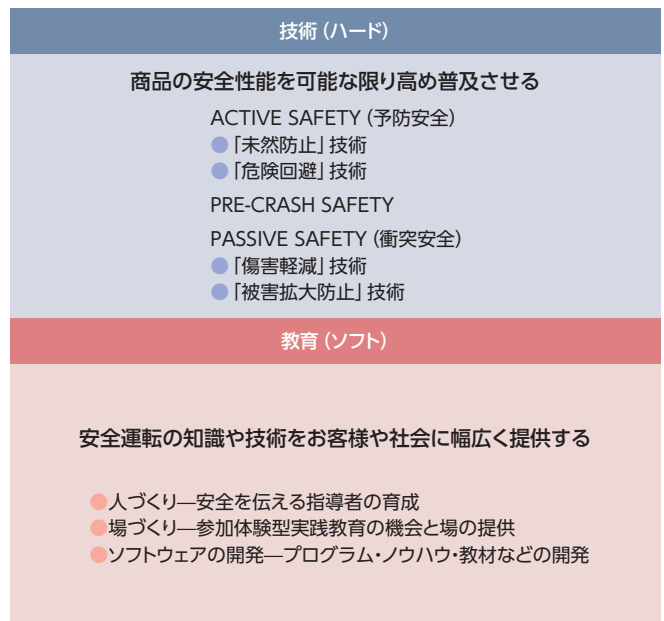 技術（ハード）
商品の安全性能を可能な限り高め普及させる
ACTIVE SAFETY（予防安全）
●「未然防止」技術
●「危険回避」技術
PRE-CRASH SAFETY
PASSIVE SAFETY（衝突安全）
●「傷害軽減」技術
●「被害拡大防止」技術
教育（ソフト）
安全運転の知識や技術をお客様や社会に幅広く提供する
●人づくり―安全を伝える指導者の育成
●場づくり―参加体験型実践教育の機会と場の提供
●ソフトウェアの開発―プログラム・ノウハウ・教材などの開発